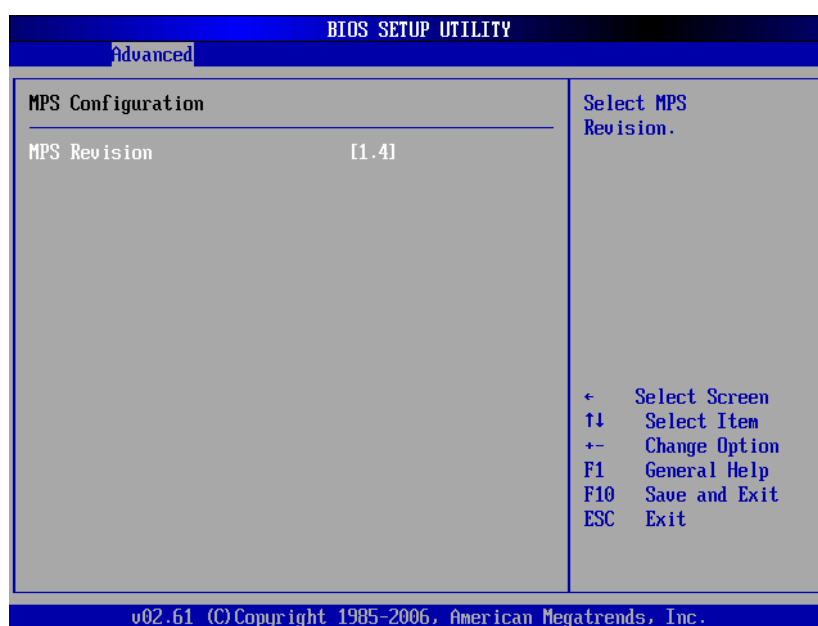 BIOS SETUP UTILITY
Advanced
MPS Configuration
MPS Revision [1.4]
Select MPS
Revision.
← Select Screen
↑↓ Select Item
+- Change Option
F1 General Help
F10 Save and Exit
ESC Exit
v02.61 (C)Copyright 1985-2006, American Megatrends, Inc.